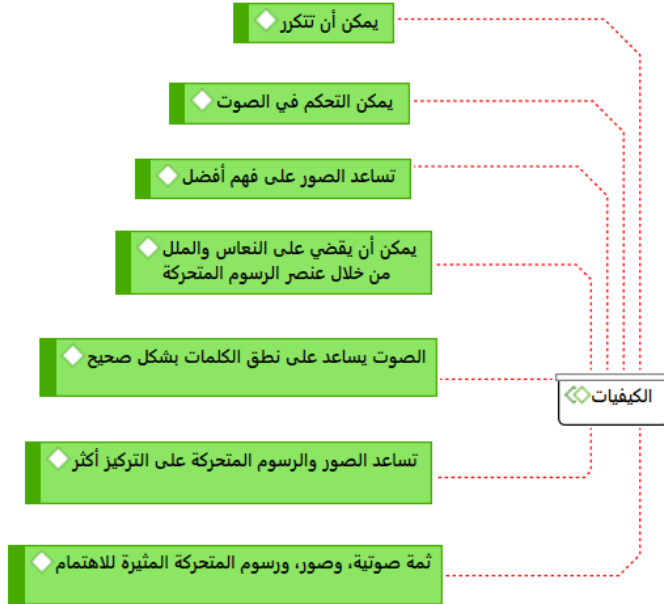 يمكن أن تتكرر
يمكن التحكم في الصوت
تساعد الصور على فهم أفضل
يمكن أن يقضي على النعاس والملل
من خلال عنصر الرسوم المتحركة
الصوت يساعد على نطق الكلمات بشكل صحيح
الكيفيات
تساعد الصور والرسوم المتحركة على التركيز أكثر
ثمة صوتية، وصور، ورسوم المتحركة المثيرة للاهتمام